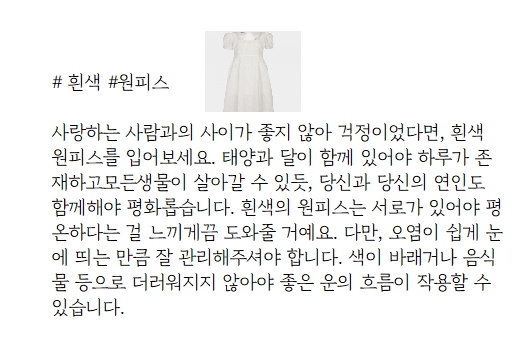 # 흰색 #원피스
사랑하는 사람과의 사이가 좋지 않아 걱정이었다면, 흰색
원피스를 입어보세요. 태양과 달이 함께 있어야 하루가 존
재하고모든생물이 살아갈 수 있듯, 당신과 당신의 연인도
함께해야 평화롭습니다. 흰색의 원피스는 서로가 있어야 평
온하다는 걸 느끼게끔 도와줄 거예요. 다만, 오염이 쉽게 눈
에 띄는 만큼 잘 관리해주셔야 합니다. 색이 바래거나 음식
물 등으로 더러워지지 않아야 좋은 운의 흐름이 작용할 수
있습니다.